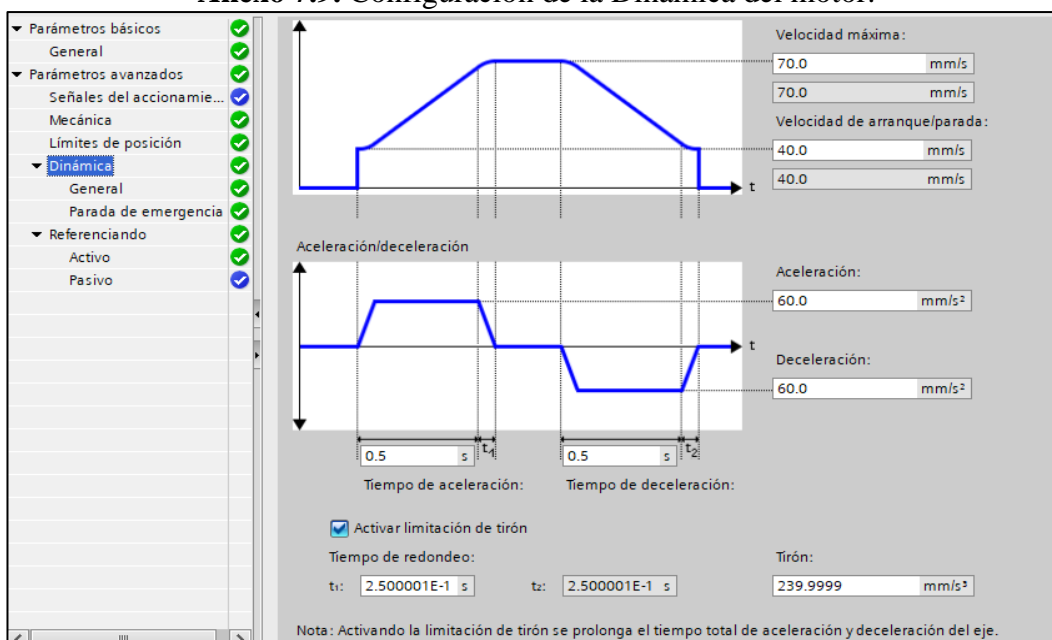 Anexo 7.9. Configuración de la Dinámica del motor.
Parámetros básicos
General
Parámetros avanzados
Señales del accionamie...
Mecánica
Límites de posición
Dinámica
General
Parada de emergencia
Referenciando
Activo
Pasivo
Velocidad máxima:
70.0 mm/s
70.0 mm/s
Velocidad de arranque/parada:
40.0 mm/s
40.0 mm/s
t
Aceleración/deceleración
Aceleración:
60.0 mm/s²
t
Deceleración:
60.0 mm/s²
0.5 s t₁ 0.5 s t₂
Tiempo de aceleración: Tiempo de deceleración:
Activar limitación de tirón
Tiempo de redondeo: Tirón:
t₁: 2.500001E-1 s t₂: 2.500001E-1 s 239.9999 mm/s³
Nota: Activando la limitación de tirón se prolonga el tiempo total de aceleración y deceleración del eje.